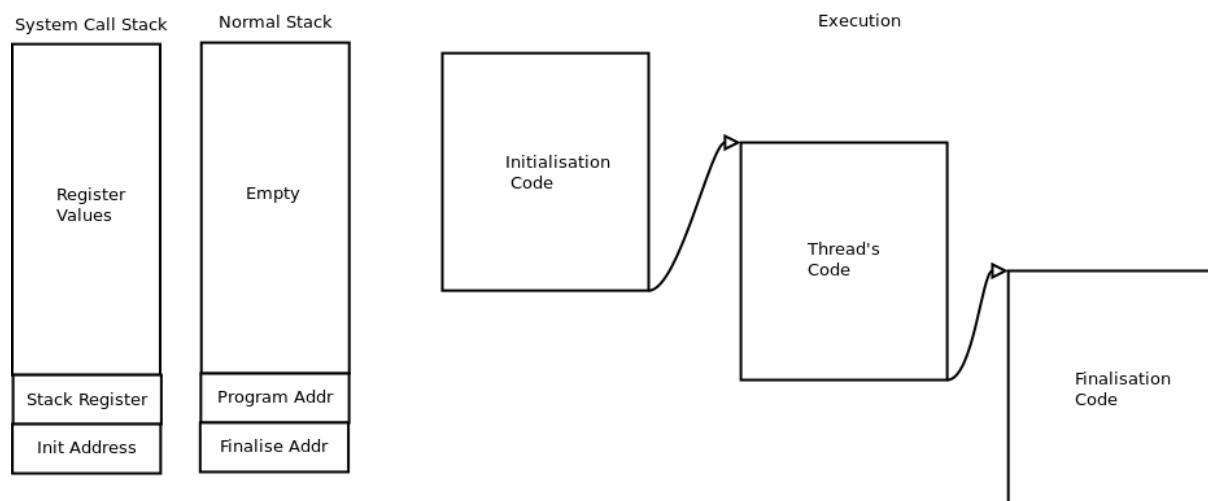 System Call Stack
Normal Stack
Execution
Register
Values
Empty
Stack Register
Program Addr
Init Address
Finalise Addr
Initialisation
Code
Thread's
Code
Finalisation
Code